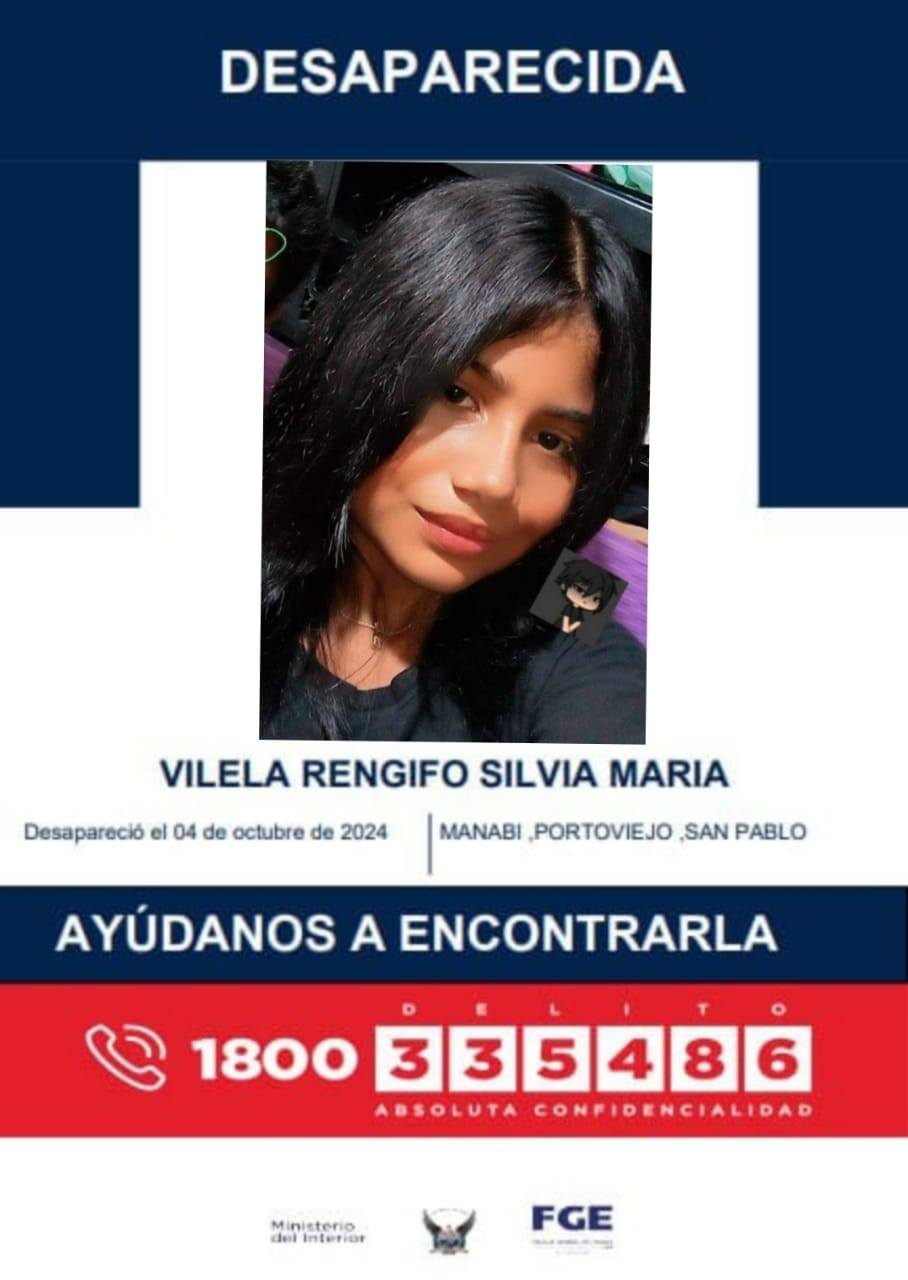 DESAPARECIDA
VILELA RENGIFO SILVIA MARIA
Desapareció el 04 de octubre de 2024
MANABI ,PORTOVIEJO ,SAN PABLO
AYÚDANOS A ENCONTRARLA
D E L I T O
1800 335486
ABSOLUTA CONFIDENCIALIDAD
Ministerio
del Interior
FGE